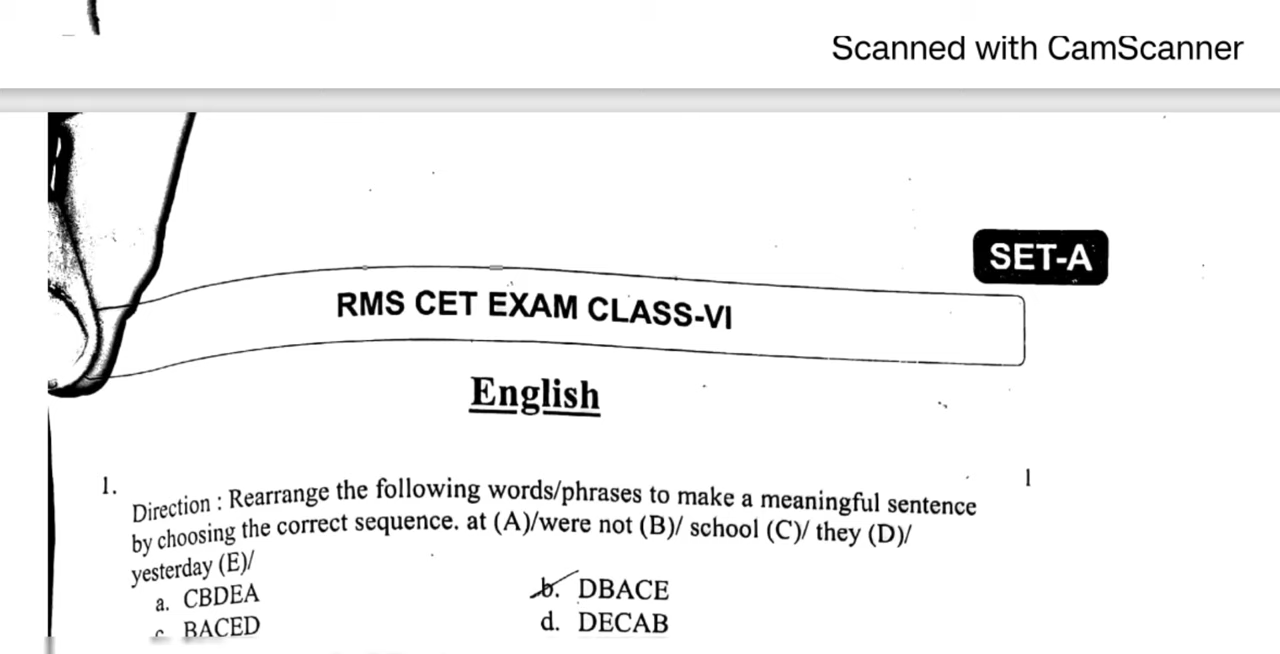 Scanned with CamScanner
SET-A
RMS CET EXAM CLASS-VI
English
1. Direction : Rearrange the following words/phrases to make a meaningful sentence 1
by choosing the correct sequence. at (A)/were not (B)/ school (C)/ they (D)/
yesterday (E)/
a. CBDEA b. DBACE
c. BACED d. DECAB